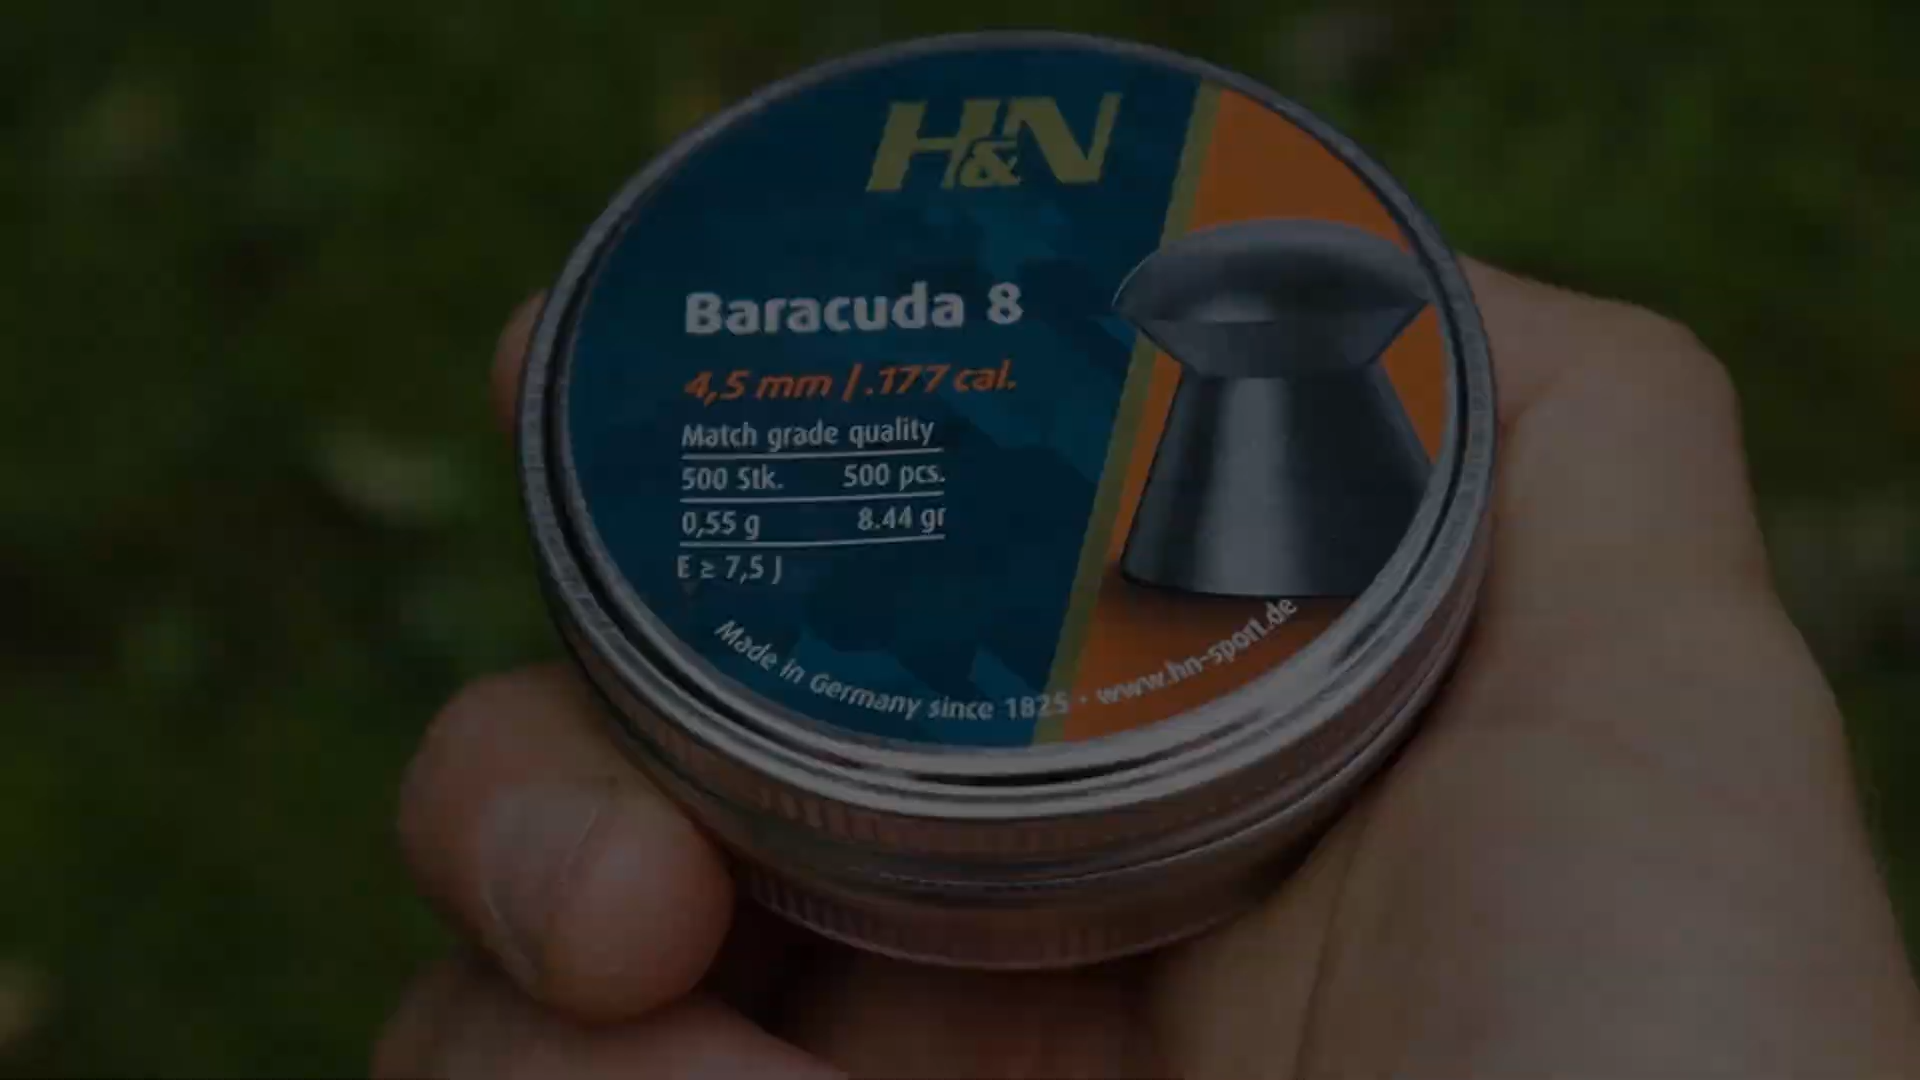 H&N
Baracuda 8
4,5 mm / .177 cal.
Match grade quality
500 Stk. 500 pcs.
0,55 g 8.44 gr
E ≥ 7,5 J
Made in Germany since 1825 • www.hn-sport.de